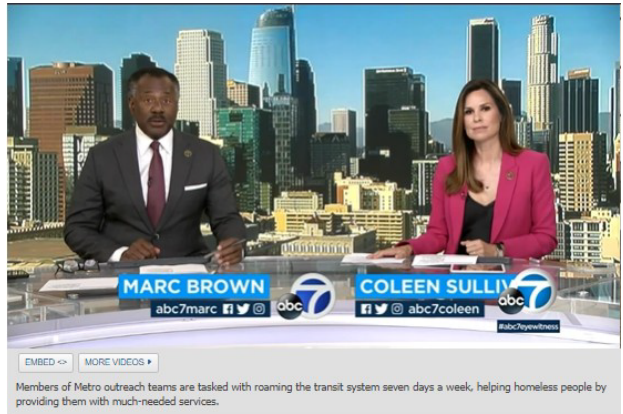 MARC BROWN
abc7marc
abc 7
COLEEN SULLIV
abc7coleen
abc 7
#abc7eyewitness
EMBED <>
MORE VIDEOS
Members of Metro outreach teams are tasked with roaming the transit system seven days a week, helping homeless people by
providing them with much-needed services.